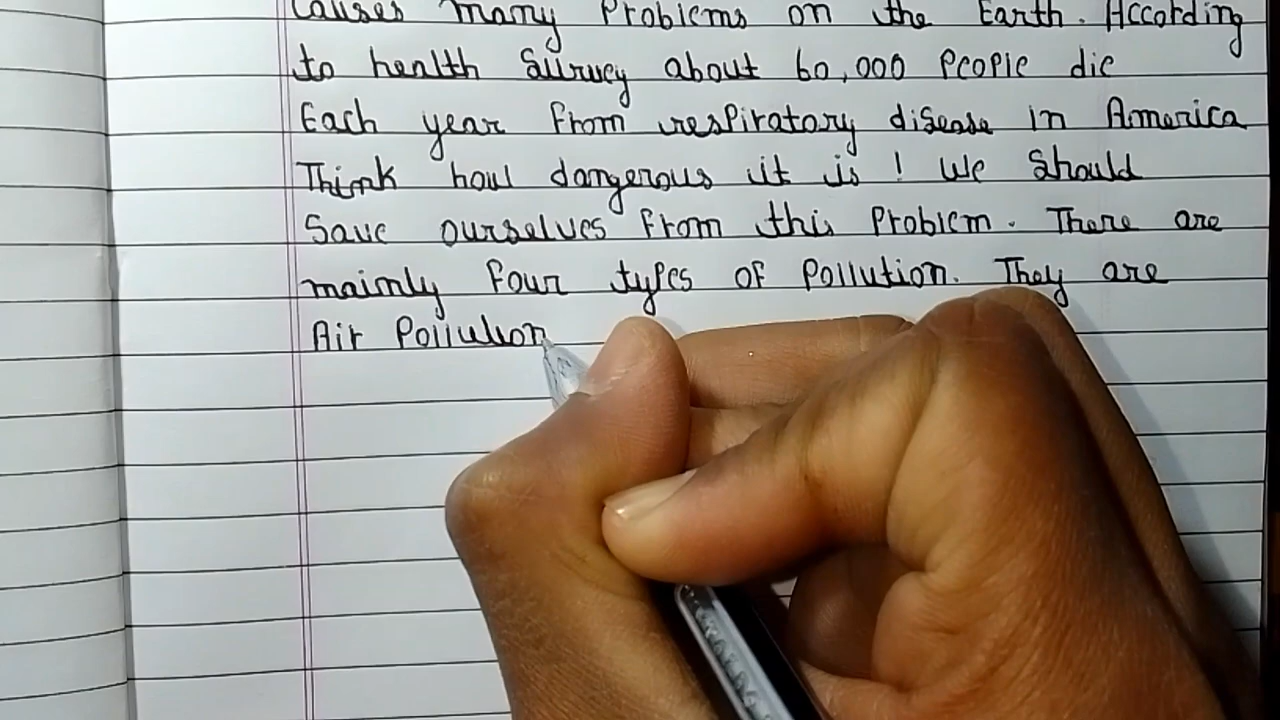 Causes many Problems on the Earth. According
to health Survey about 60,000 People die
Each year From respiratory disease in America
Think how dangerous it is ! We Should
Save ourselves From this Problem. There are
mainly Four types of Pollution. They are
Air Pollution